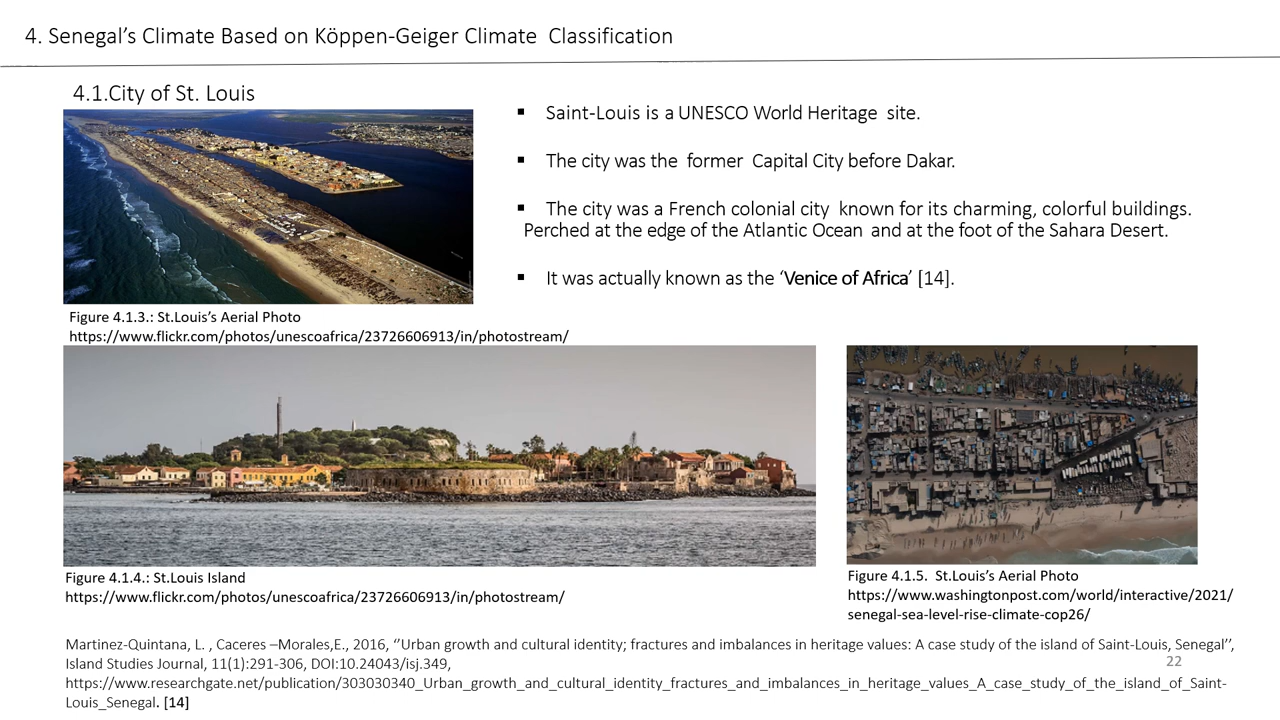 4. Senegal’s Climate Based on Köppen-Geiger Climate Classification
4.1.City of St. Louis
▪ Saint-Louis is a UNESCO World Heritage site.
▪ The city was the former Capital City before Dakar.
▪ The city was a French colonial city known for its charming, colorful buildings.
Perched at the edge of the Atlantic Ocean and at the foot of the Sahara Desert.
▪ It was actually known as the ‘Venice of Africa’ [14].
Figure 4.1.3.: St.Louis’s Aerial Photo
https://www.flickr.com/photos/unescoafrica/23726606913/in/photostream/
Figure 4.1.4.: St.Louis Island
https://www.flickr.com/photos/unescoafrica/23726606913/in/photostream/
Figure 4.1.5. St.Louis’s Aerial Photo
https://www.washingtonpost.com/world/interactive/2021/
senegal-sea-level-rise-climate-cop26/
Martinez-Quintana, L. , Caceres –Morales,E., 2016, ‘’Urban growth and cultural identity; fractures and imbalances in heritage values: A case study of the island of Saint-Louis, Senegal’’,
Island Studies Journal, 11(1):291-306, DOI:10.24043/isj.349,
https://www.researchgate.net/publication/303030340_Urban_growth_and_cultural_identity_fractures_and_imbalances_in_heritage_values_A_case_study_of_the_island_of_Saint-
Louis_Senegal. [14]
22